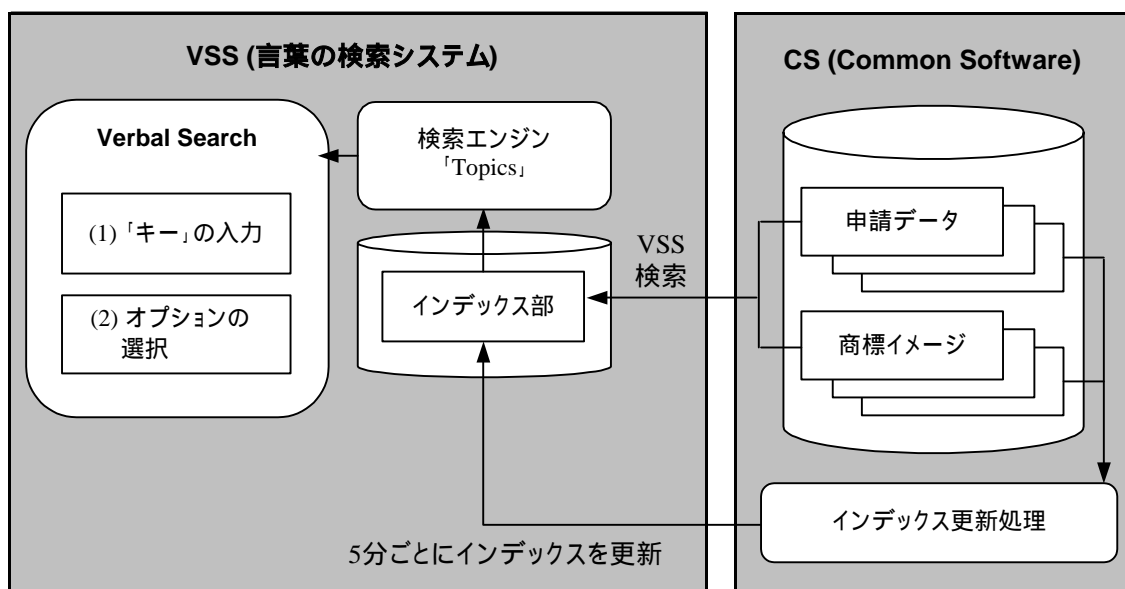 VSS (言葉の検索システム)
Verbal Search
(1)「キー」の入力
(2) オプションの
選択
検索エンジン
「Topics」
インデックス部
VSS
検索
5分ごとにインデックスを更新
CS (Common Software)
申請データ
商標イメージ
インデックス更新処理